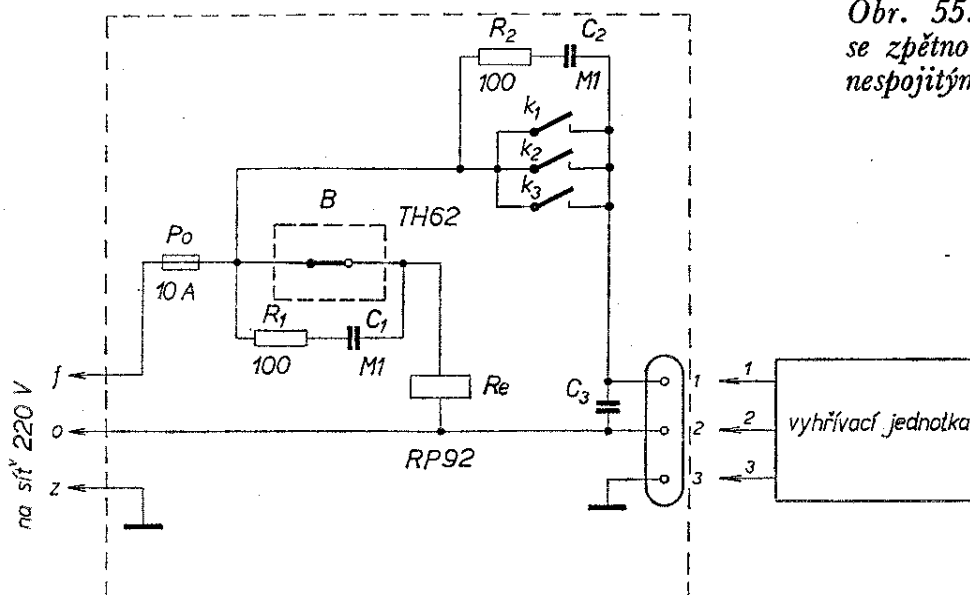 Obr. 55.
se zpětno
nespojitým
R2
C2
100
M1
k1
k2
k3
B
TH62
Po
10 A
R1
C1
100
M1
Re
C3
RP92
na síť 220 V
f
o
z
1
2
3
1
2
3
vyhřívací jednotka